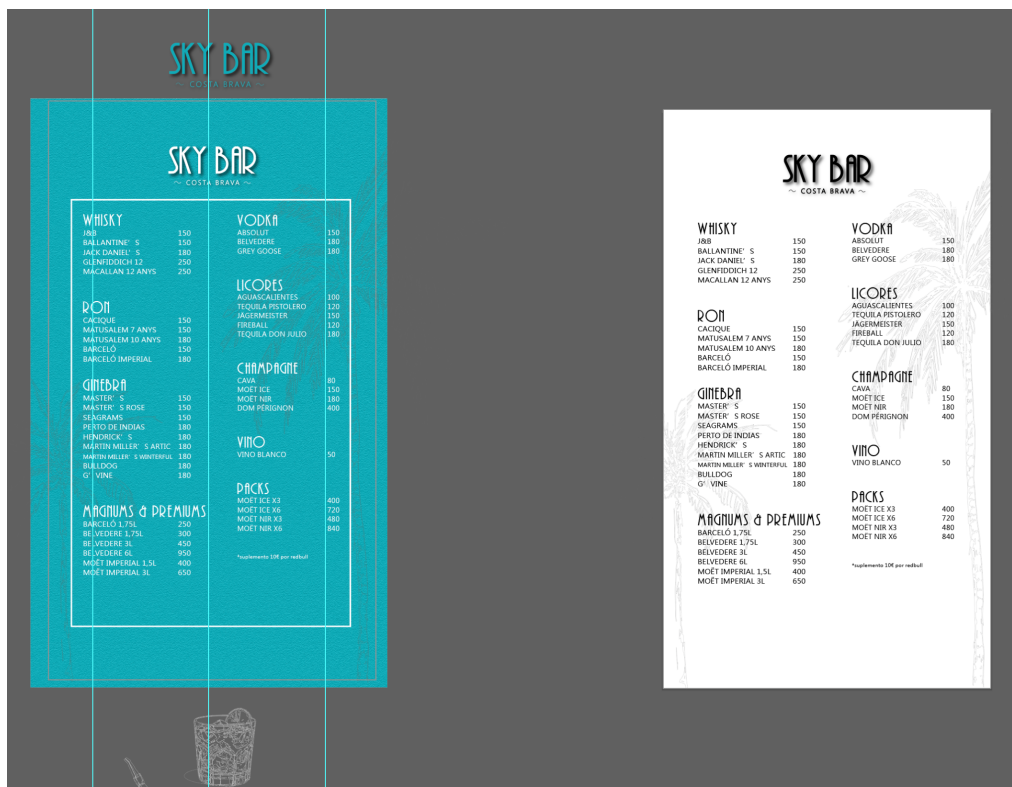 SKY BAR
~ COSTA BRAVA ~
SKY BAR
~ COSTA BRAVA ~
WHISKY
J&B 150
BALLANTINE' S 150
JACK DANIEL' S 180
GLENFIDDICH 12 250
MACALLAN 12 ANYS 250
RON
CACIQUE 150
MATUSALEM 7 ANYS 150
MATUSALEM 10 ANYS 180
BARCELÓ 150
BARCELÓ IMPERIAL 180
GINEBRA
MASTER' S 150
MASTER' S ROSE 150
SEAGRAMS 150
PERTO DE INDIAS 180
HENDRICK' S 180
MARTIN MILLER' S ARTIC 180
MARTIN MILLER' S WINTERFUL 180
BULLDOG 180
G' VINE 180
MAGNUMS & PREMIUMS
BARCELÓ 1,75L 250
BELVEDERE 1,75L 300
BELVEDERE 3L 450
BELVEDERE 6L 950
MOËT IMPERIAL 1,5L 400
MOËT IMPERIAL 3L 650
VODKA
ABSOLUT 150
BELVEDERE 180
GREY GOOSE 180
LICORES
AGUASCALIENTES 100
TEQUILA PISTOLERO 120
JÄGERMEISTER 150
FIREBALL 120
TEQUILA DON JULIO 180
CHAMPAGNE
CAVA 80
MOËT ICE 150
MOËT NIR 180
DOM PÉRIGNON 400
VINO
VINO BLANCO 50
PACKS
MOËT ICE X3 400
MOËT ICE X6 720
MOËT NIR X3 480
MOËT NIR X6 840
*suplemento 10€ por redbull
SKY BAR
~ COSTA BRAVA ~
WHISKY
J&B 150
BALLANTINE' S 150
JACK DANIEL' S 180
GLENFIDDICH 12 250
MACALLAN 12 ANYS 250
RON
CACIQUE 150
MATUSALEM 7 ANYS 150
MATUSALEM 10 ANYS 180
BARCELÓ 150
BARCELÓ IMPERIAL 180
GINEBRA
MASTER' S 150
MASTER' S ROSE 150
SEAGRAMS 150
PERTO DE INDIAS 180
HENDRICK' S 180
MARTIN MILLER' S ARTIC 180
MARTIN MILLER' S WINTERFUL 180
BULLDOG 180
G' VINE 180
MAGNUMS & PREMIUMS
BARCELÓ 1,75L 250
BELVEDERE 1,75L 300
BELVEDERE 3L 450
BELVEDERE 6L 950
MOËT IMPERIAL 1,5L 400
MOËT IMPERIAL 3L 650
VODKA
ABSOLUT 150
BELVEDERE 180
GREY GOOSE 180
LICORES
AGUASCALIENTES 100
TEQUILA PISTOLERO 120
JÄGERMEISTER 150
FIREBALL 120
TEQUILA DON JULIO 180
CHAMPAGNE
CAVA 80
MOËT ICE 150
MOËT NIR 180
DOM PÉRIGNON 400
VINO
VINO BLANCO 50
PACKS
MOËT ICE X3 400
MOËT ICE X6 720
MOËT NIR X3 480
MOËT NIR X6 840
*suplemento 10€ por redbull